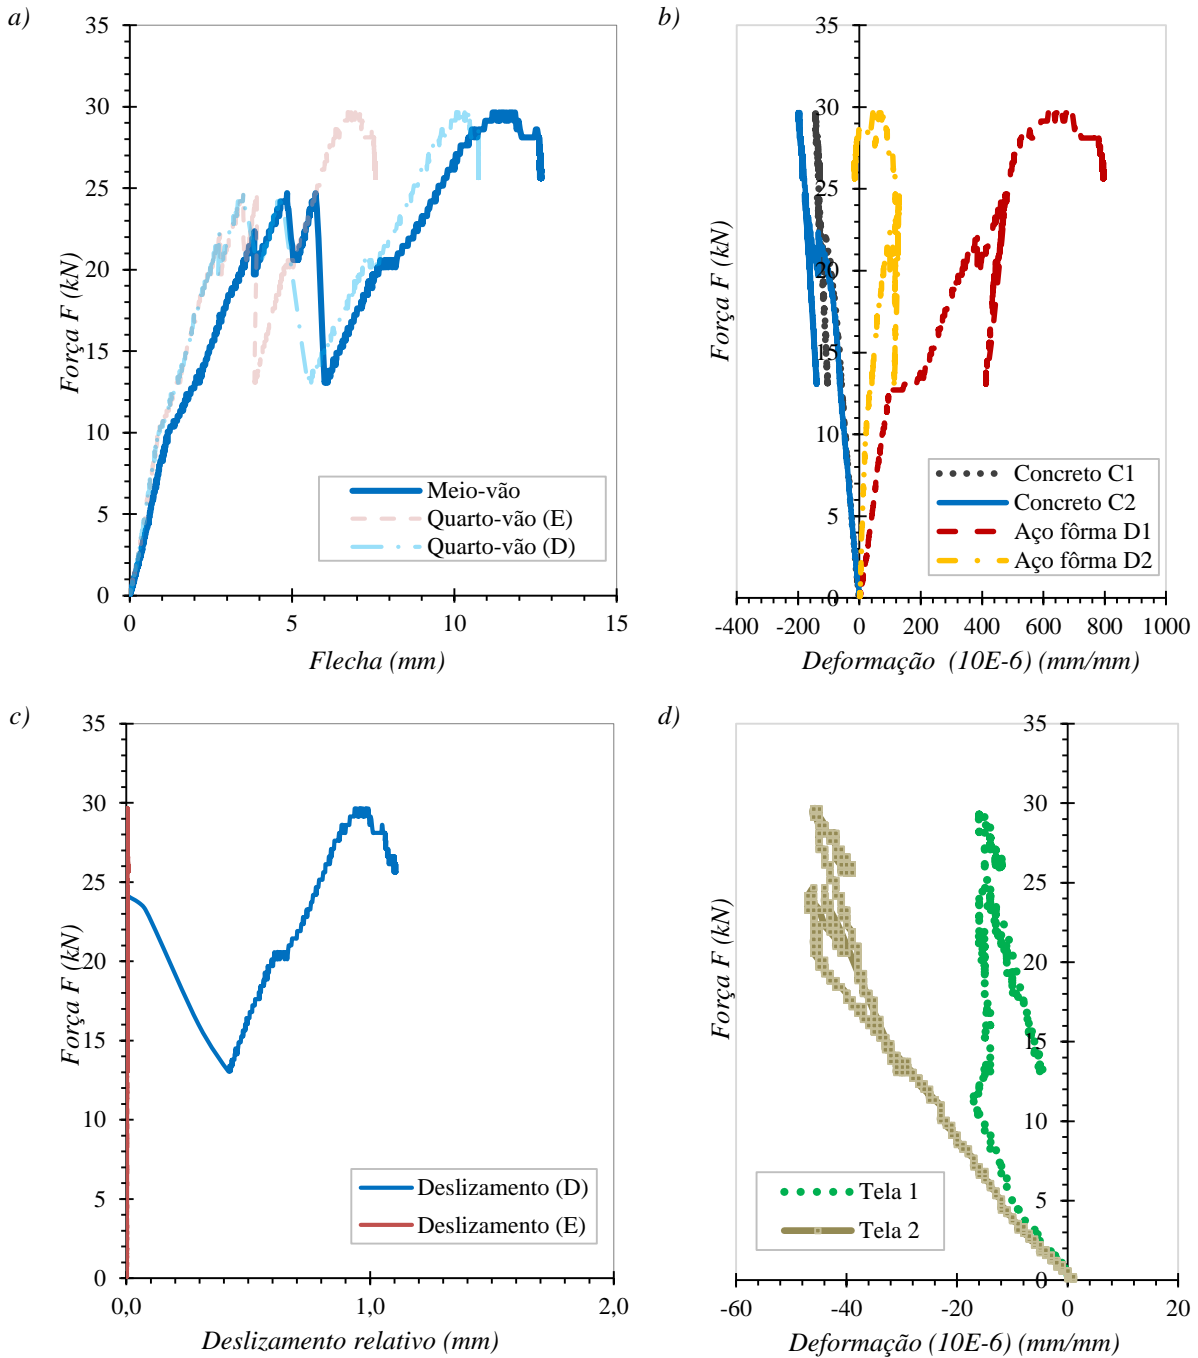 a)
35
30
25
20
15
10
5
0
Força F (kN)
Meio-vão
Quarto-vão (E)
Quarto-vão (D)
0 5 10 15
Flecha (mm)
b)
35
30
25
20
15
10
5
0
Força F (kN)
Concreto C1
Concreto C2
Aço fôrma D1
Aço fôrma D2
-400 -200 0 200 400 600 800 1000
Deformação (10E-6) (mm/mm)
c)
35
30
25
20
15
10
5
0
Força F (kN)
Deslizamento (D)
Deslizamento (E)
0,0 1,0 2,0
Deslizamento relativo (mm)
d)
35
30
25
20
15
10
5
0
Força F (kN)
Tela 1
Tela 2
-60 -40 -20 0 20
Deformação (10E-6) (mm/mm)